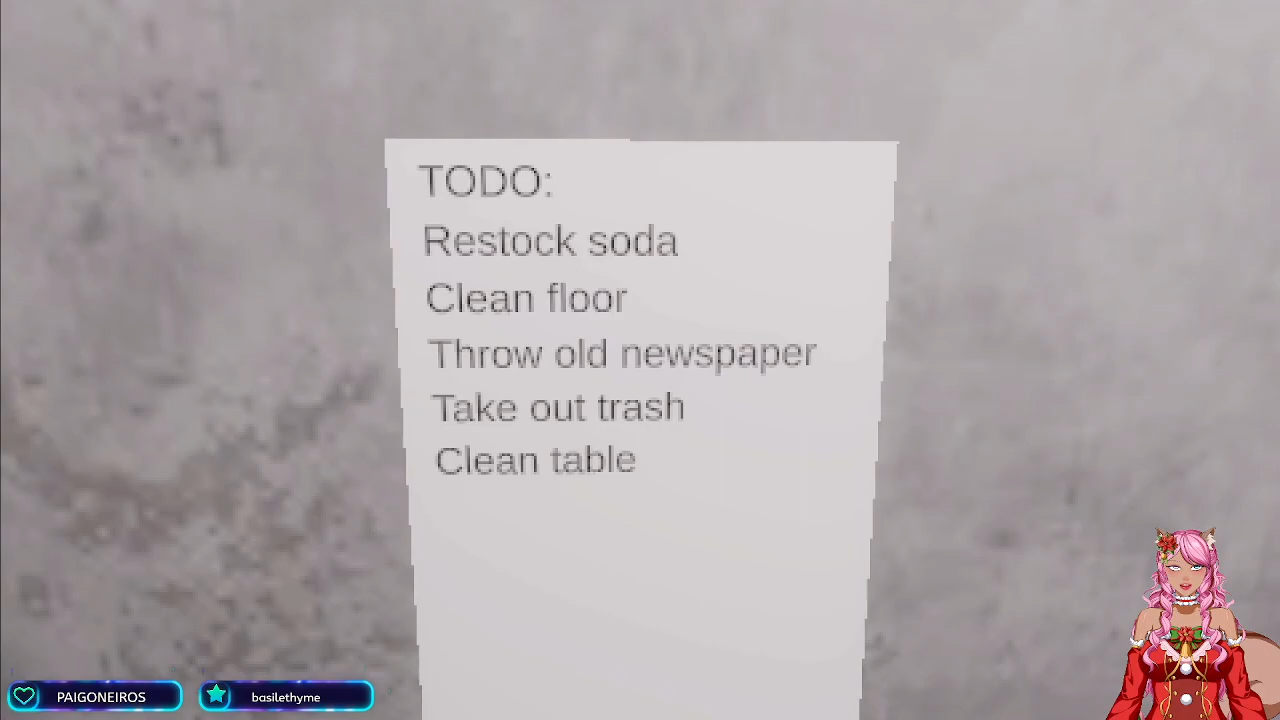 TODO:
Restock soda
Clean floor
Throw old newspaper
Take out trash
Clean table
PAIGONEIROS
basilethyme